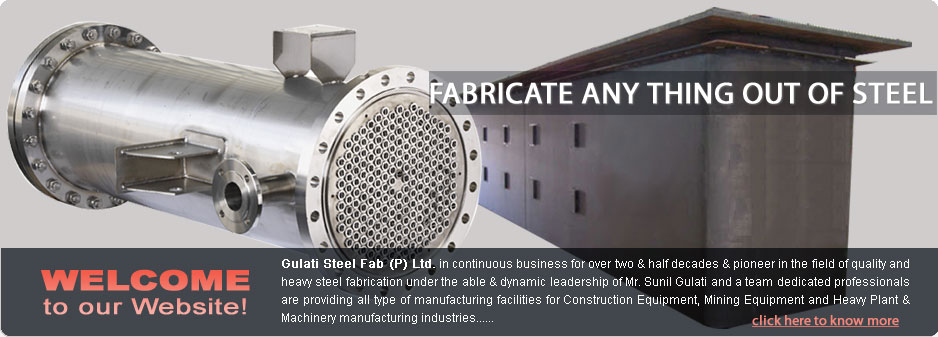 FABRICATE ANY THING OUT OF STEEL
WELCOME
to our Website!
Gulati Steel Fab (P) Ltd. in continuous business for over two & half decades & pioneer in the field of quality and
heavy steel fabrication under the able & dynamic leadership of Mr. Sunil Gulati and a team dedicated professionals
are providing all type of manufacturing facilities for Construction Equipment, Mining Equipment and Heavy Plant &
Machinery manufacturing industries......
click here to know more